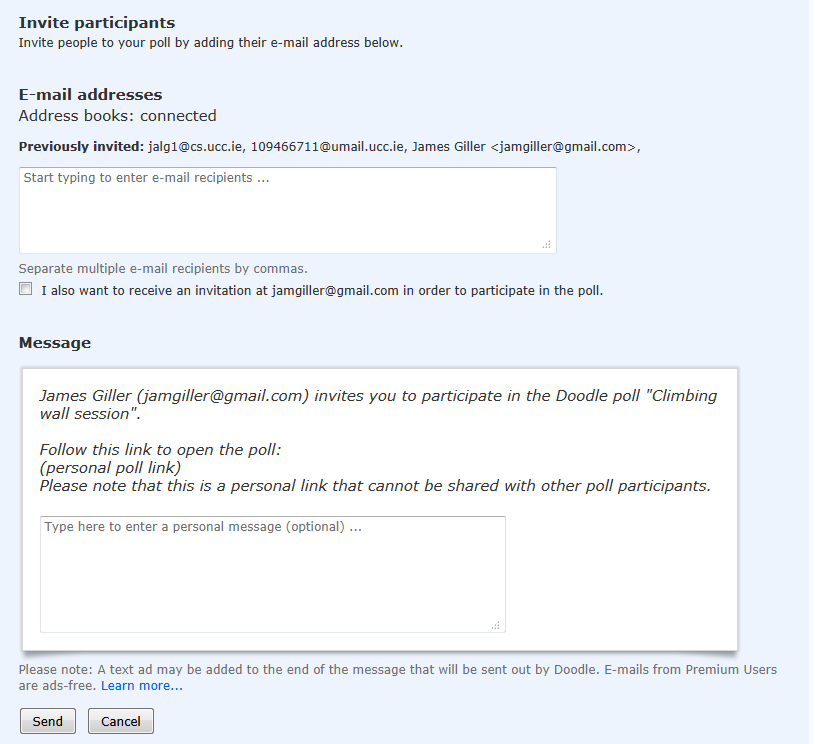 Invite participants
Invite people to your poll by adding their e-mail address below.
E-mail addresses
Address books: connected
Previously invited: jalg1@cs.ucc.ie, 109466711@umail.ucc.ie, James Giller <jamgiller@gmail.com>,
Start typing to enter e-mail recipients ...
Separate multiple e-mail recipients by commas.
I also want to receive an invitation at jamgiller@gmail.com in order to participate in the poll.
Message
James Giller (jamgiller@gmail.com) invites you to participate in the Doodle poll "Climbing
wall session".
Follow this link to open the poll:
(personal poll link)
Please note that this is a personal link that cannot be shared with other poll participants.
Type here to enter a personal message (optional) ...
Please note: A text ad may be added to the end of the message that will be sent out by Doodle. E-mails from Premium Users
are ads-free. Learn more...
Send Cancel